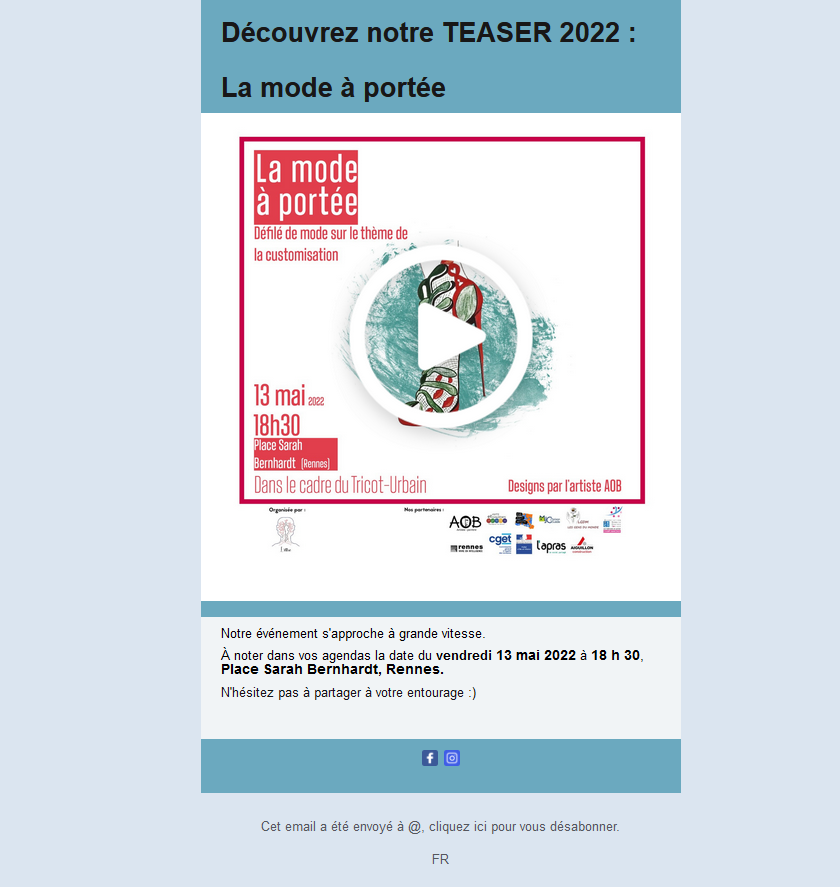 Découvrez notre TEASER 2022 :
La mode à portée
La mode
à portée
Défilé de mode sur le thème de
la customisation
13 mai 2022
18h30
Place Sarah
Bernhardt (Rennes)
Dans le cadre du Tricot-Urbain
Designs par l'artiste AOB
Organisée par :
Nos partenaires :
AOB
cget
rennes
l'apras
AIGUILLON
Notre événement s'approche à grande vitesse.
À noter dans vos agendas la date du vendredi 13 mai 2022 à 18 h 30,
Place Sarah Bernhardt, Rennes.
N'hésitez pas à partager à votre entourage :)
Cet email a été envoyé à @, cliquez ici pour vous désabonner.
FR